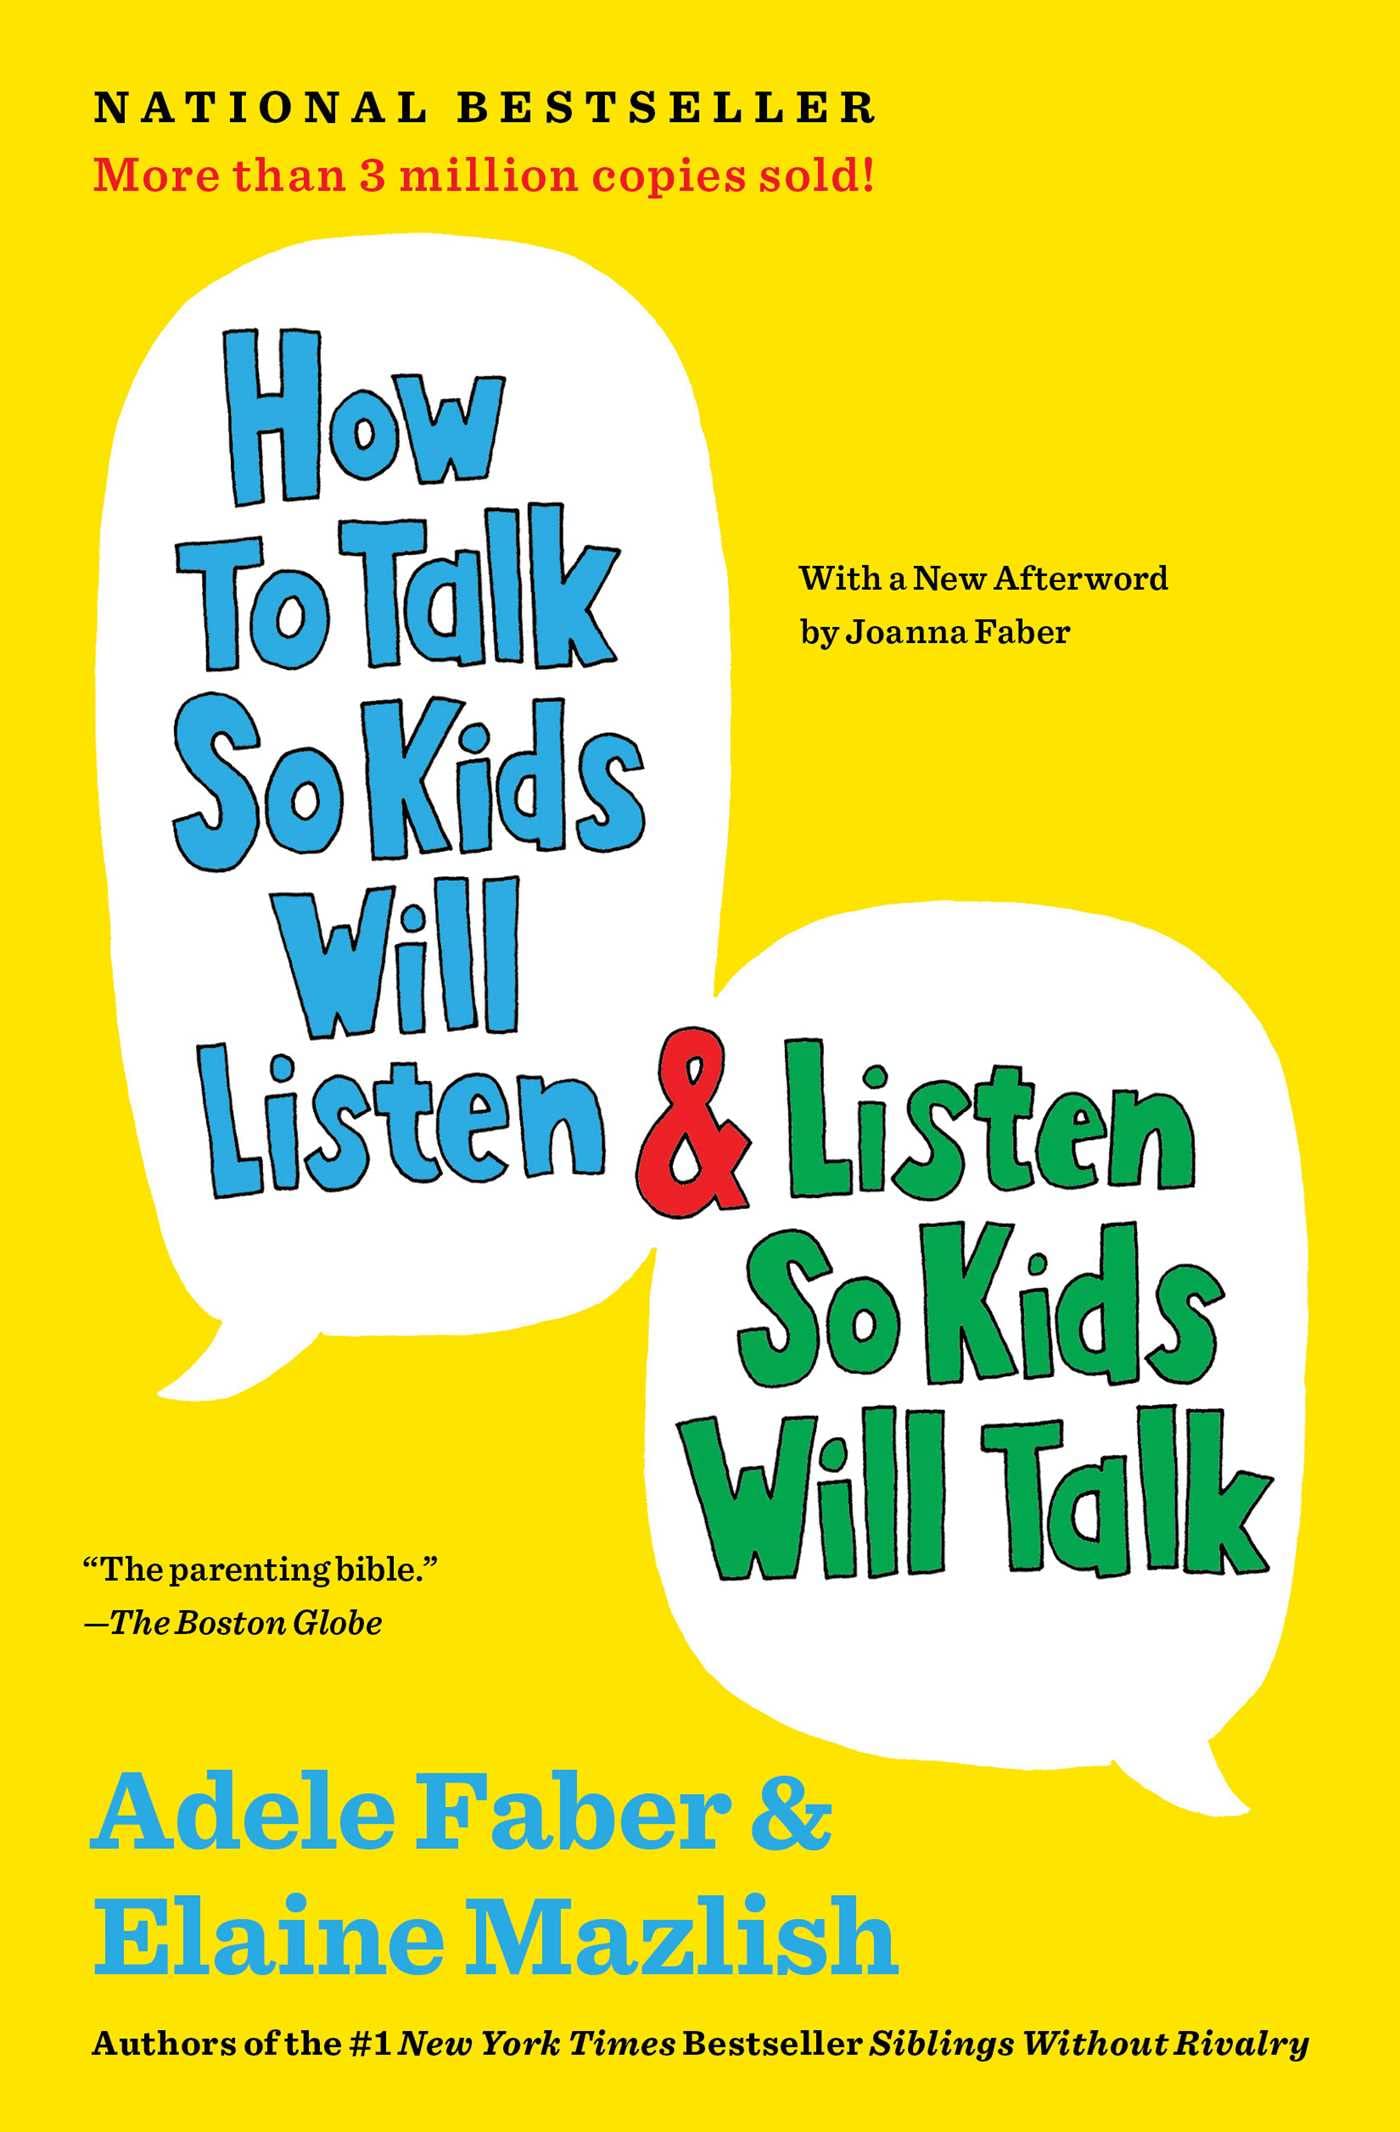 NATIONAL BESTSELLER
More than 3 million copies sold!
How
To Talk
So Kids
Will
Listen
&
Listen
So Kids
Will Talk
With a New Afterword
by Joanna Faber
“The parenting bible.”
—The Boston Globe
Adele Faber &
Elaine Mazlish
Authors of the #1 New York Times Bestseller Siblings Without Rivalry